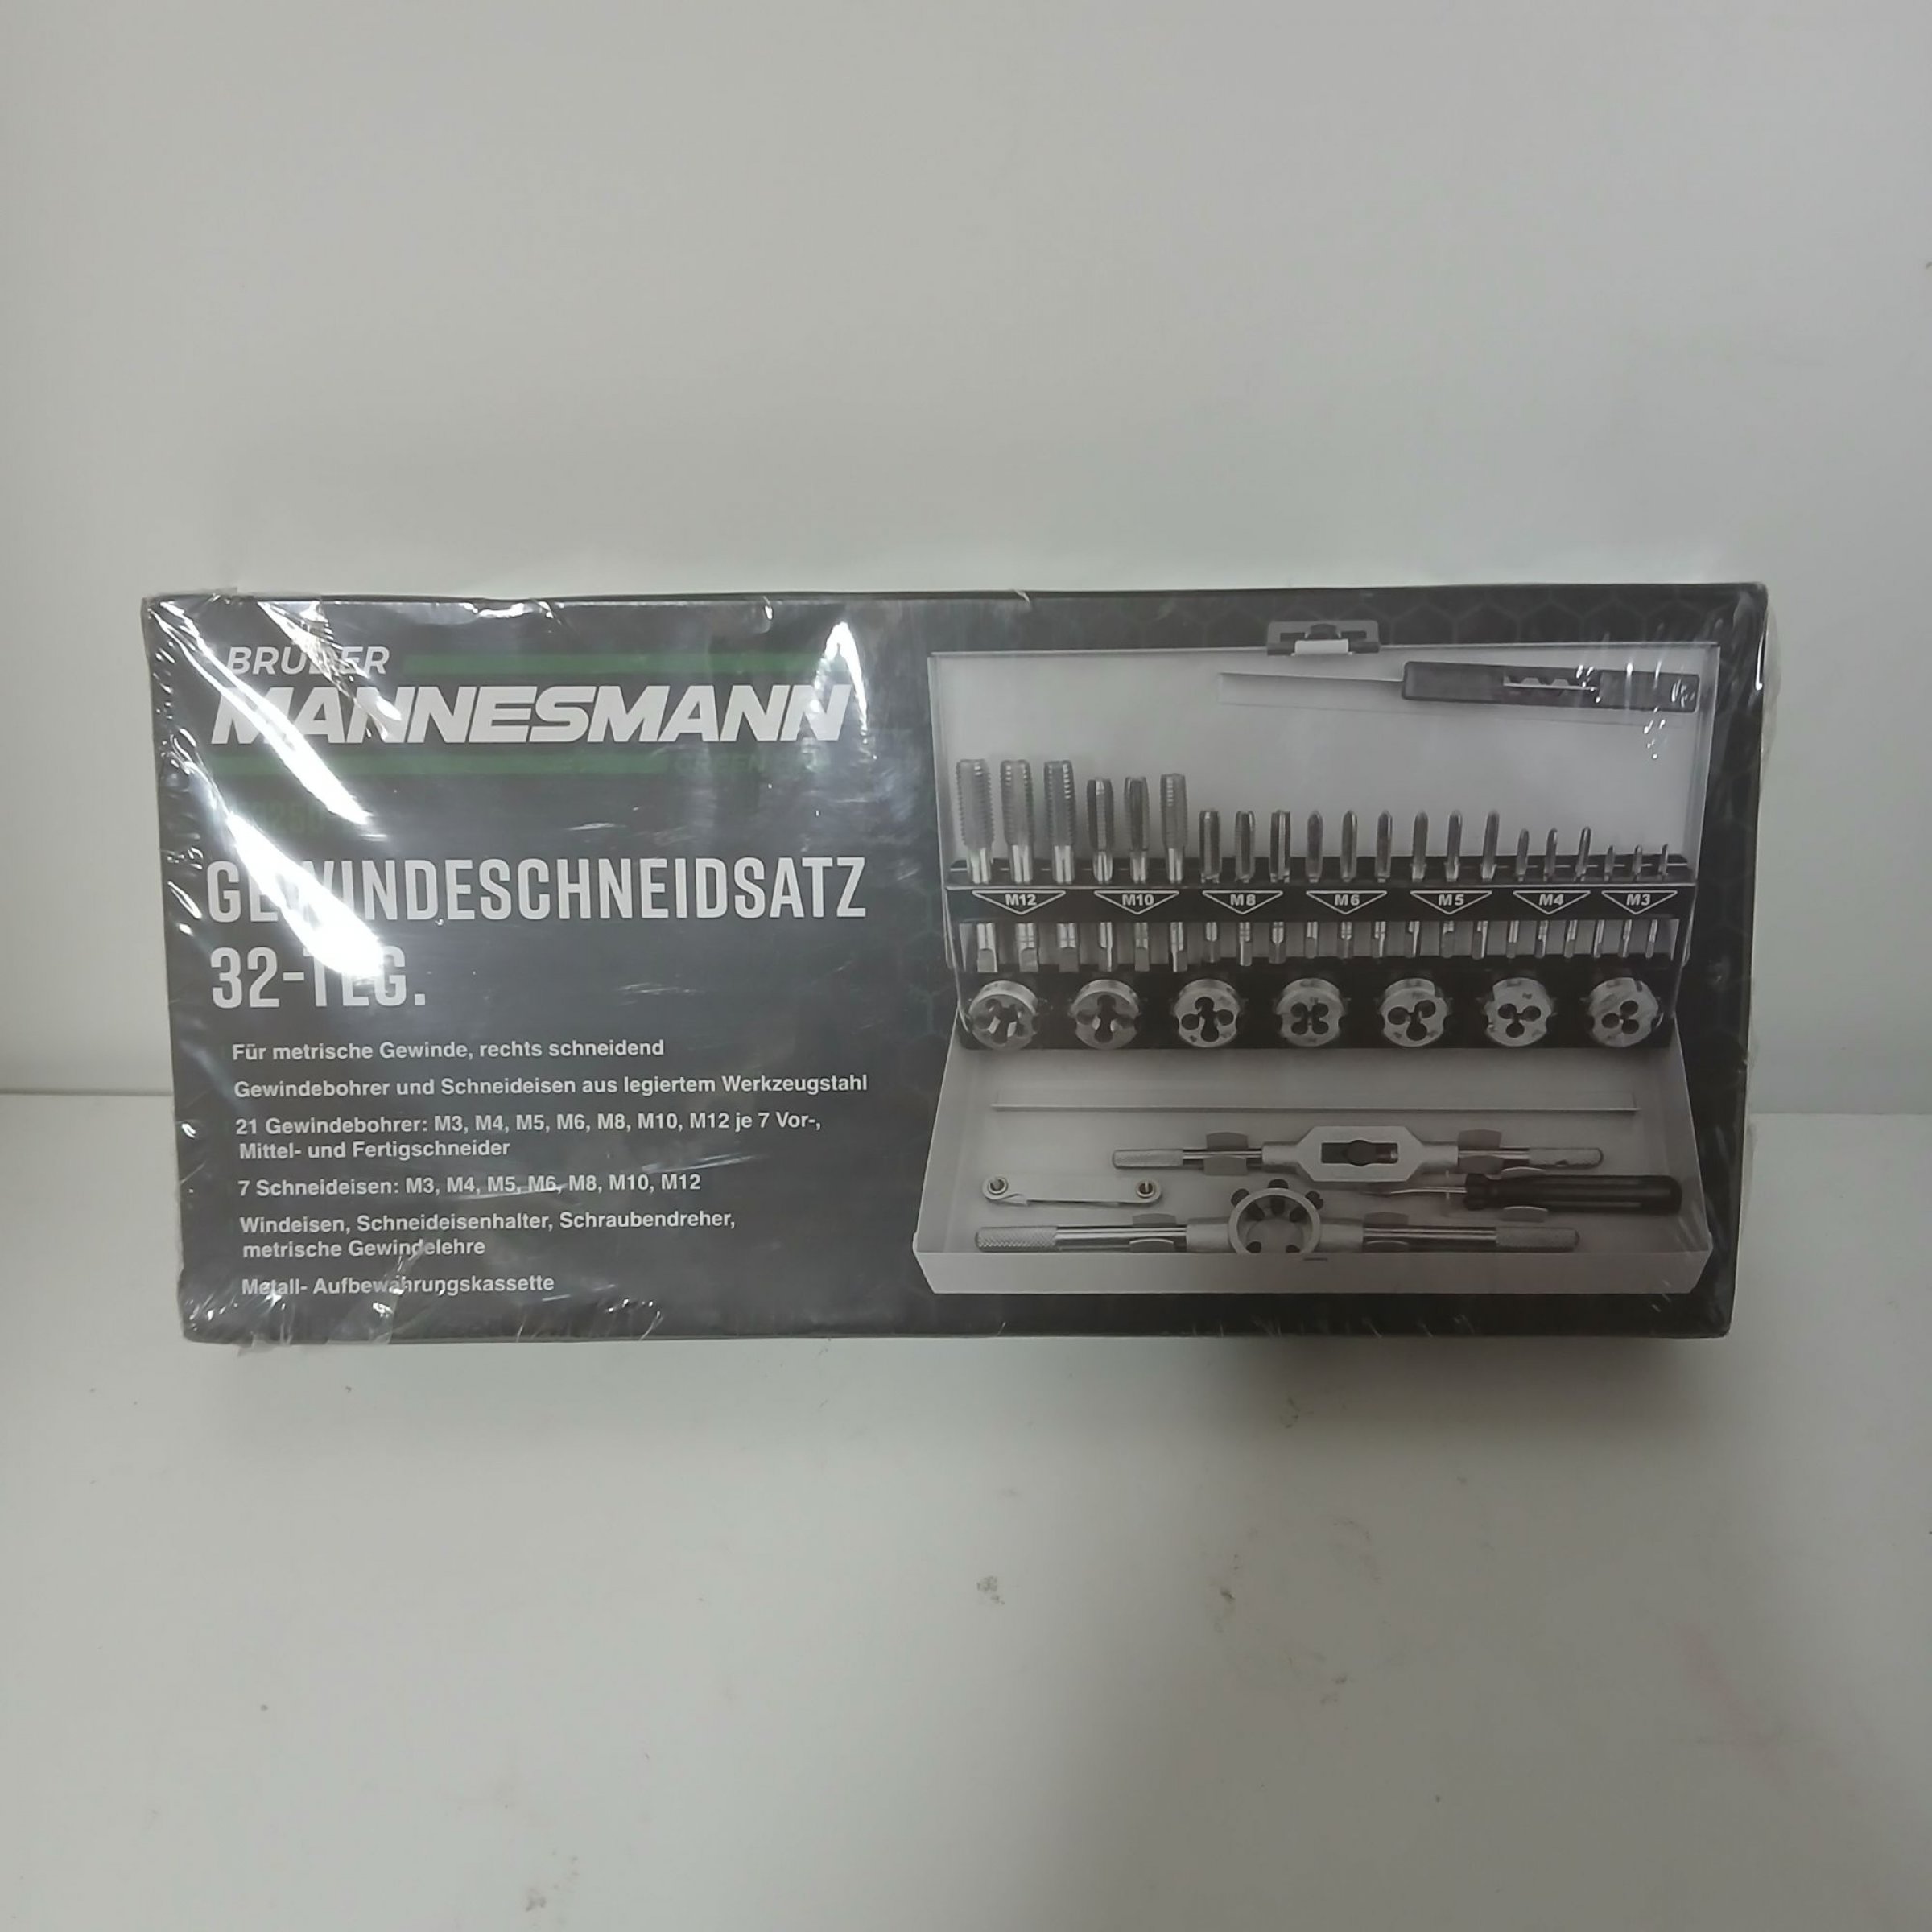 BRÜDER
MANNESMANN
GEWINDESCHNEIDSATZ
32-TLG.
Für metrische Gewinde, rechts schneidend
Gewindebohrer und Schneideisen aus legiertem Werkzeugstahl
21 Gewindebohrer: M3, M4, M5, M6, M8, M10, M12 je 7 Vor-,
Mittel- und Fertigschneider
7 Schneideisen: M3, M4, M5, M6, M8, M10, M12
Windeisen, Schneideisenhalter, Schraubendreher,
metrische Gewindelehre
Metall- Aufbewahrungskassette
M12 M10 M8 M6 M5 M4 M3